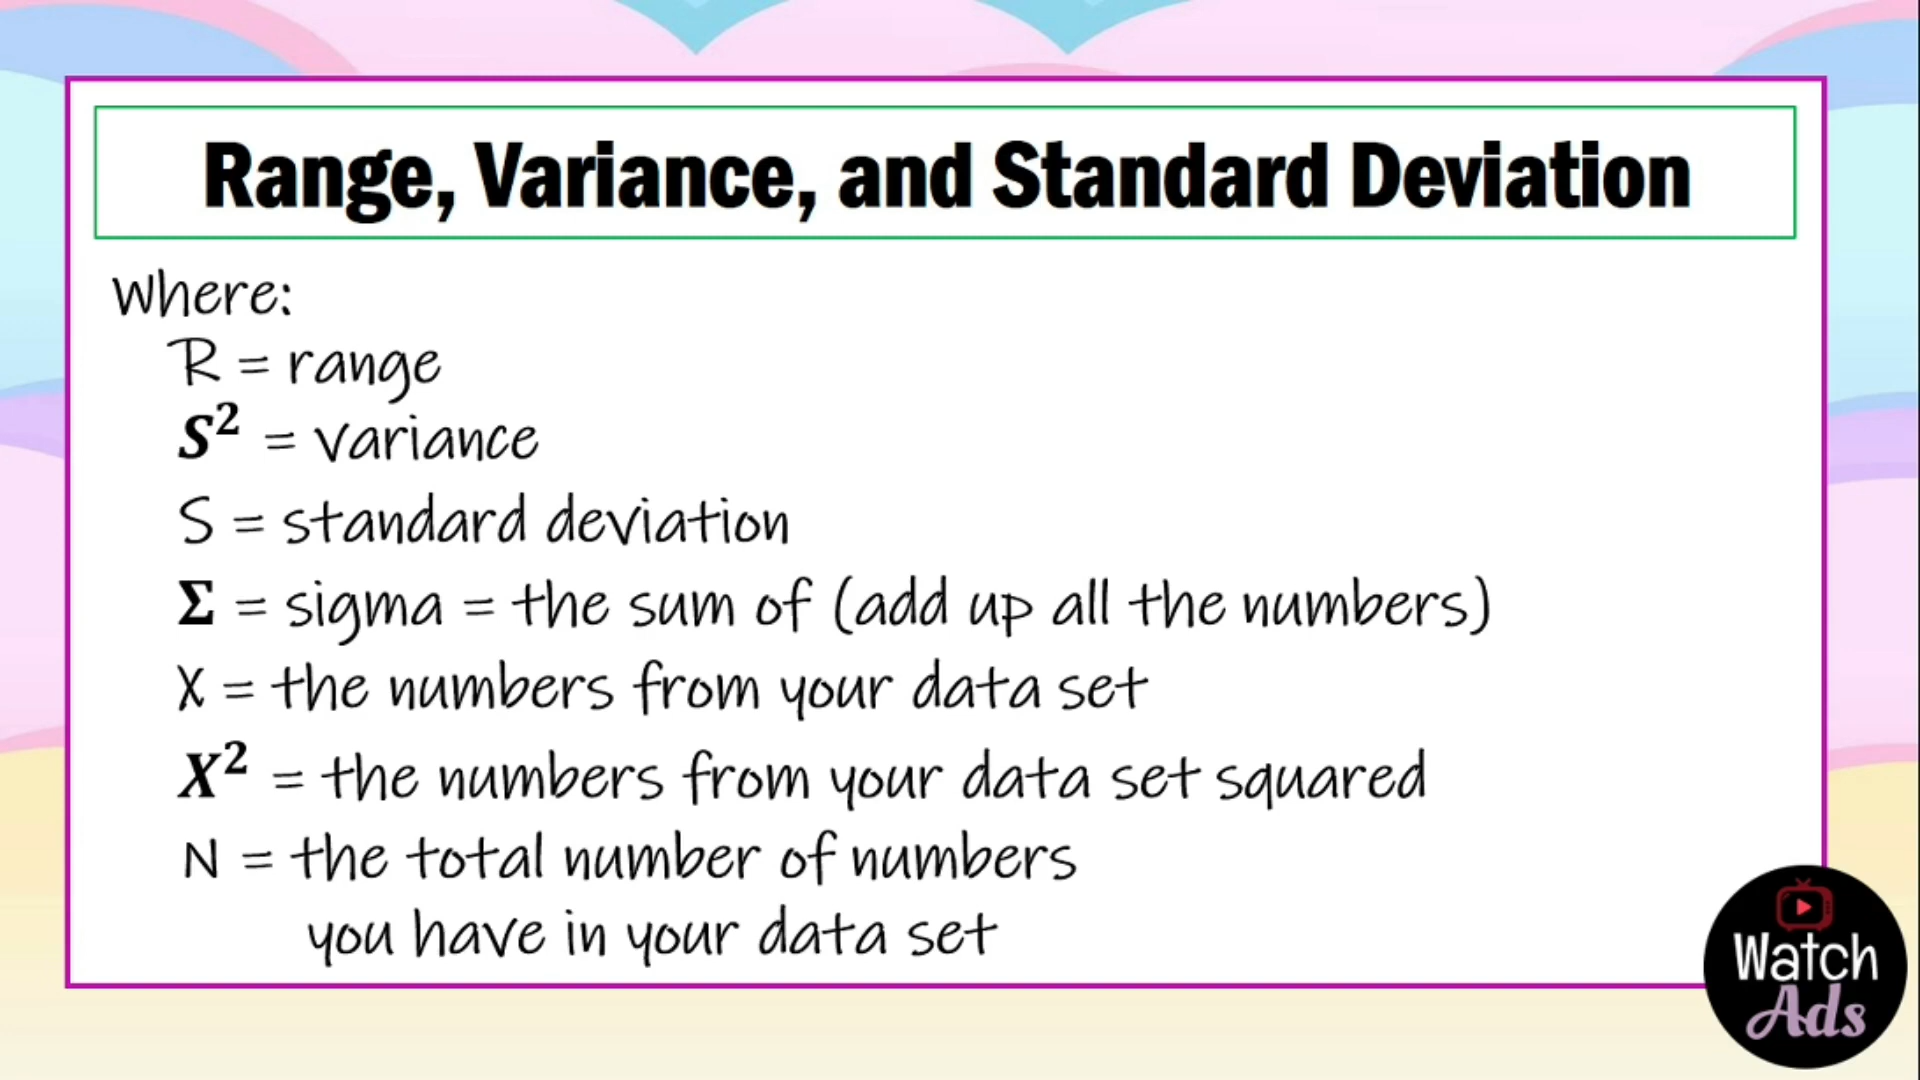 Range, Variance, and Standard Deviation
Where:
R = range
S² = variance
S = standard deviation
Σ = sigma = the sum of (add up all the numbers)
X = the numbers from your data set
X² = the numbers from your data set squared
N = the total number of numbers
you have in your data set
Watch
Ads